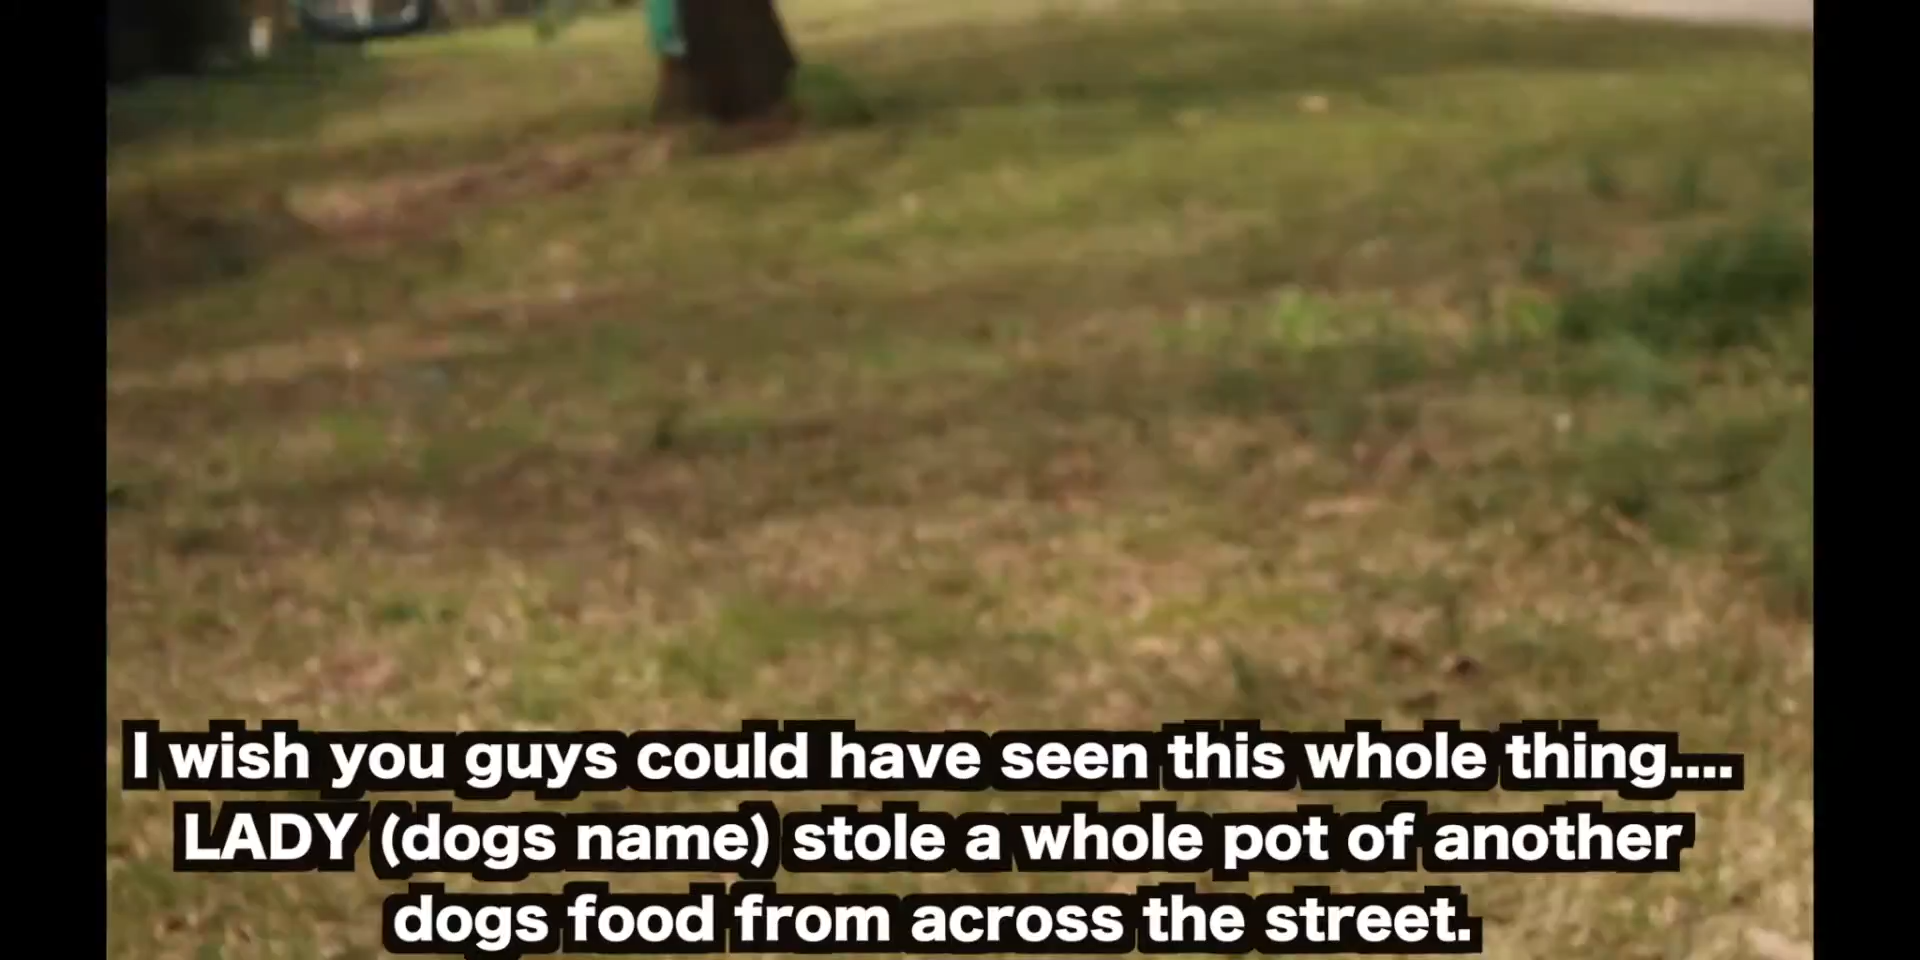 I wish you guys could have seen this whole thing....
LADY (dogs name) stole a whole pot of another
dogs food from across the street.